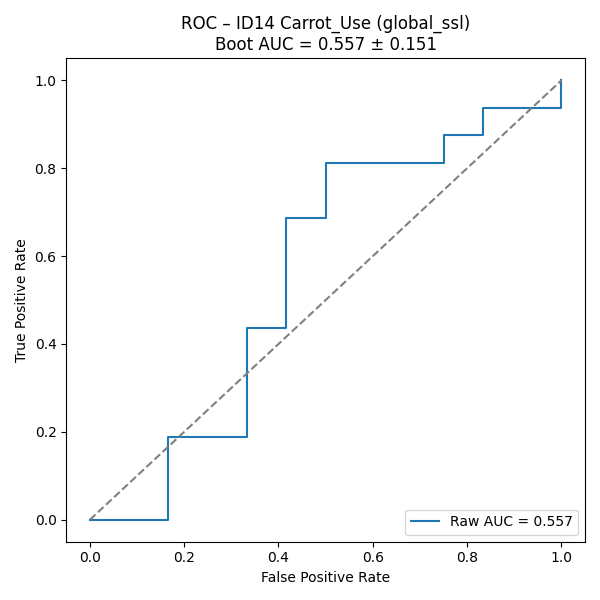 ROC – ID14 Carrot_Use (global_ssl)
Boot AUC = 0.557 ± 0.151
True Positive Rate
1.0
0.8
0.6
0.4
0.2
0.0
Raw AUC = 0.557
0.0 0.2 0.4 0.6 0.8 1.0
False Positive Rate